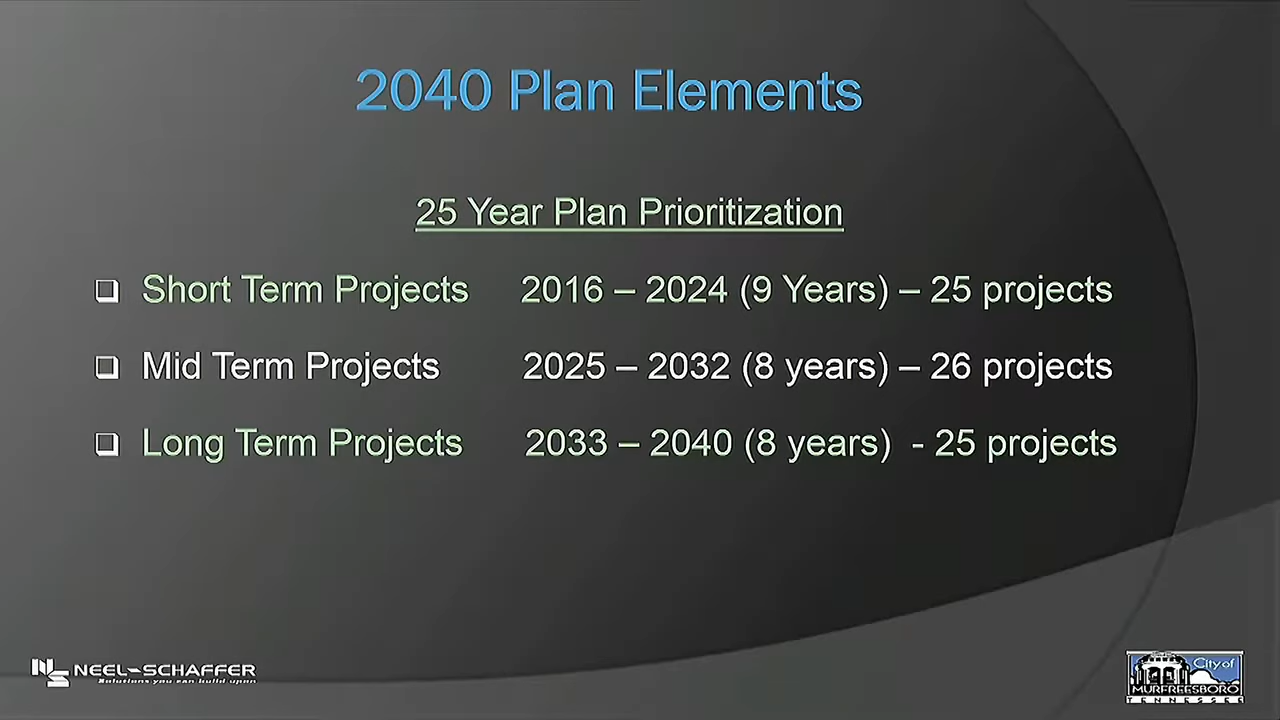 2040 Plan Elements
25 Year Plan Prioritization
Short Term Projects 2016 – 2024 (9 Years) – 25 projects
Mid Term Projects 2025 – 2032 (8 years) – 26 projects
Long Term Projects 2033 – 2040 (8 years) - 25 projects
NS NEEL-SCHAFFER
Solutions you can build upon
City of
MURFREESBORO
TENNESSEE